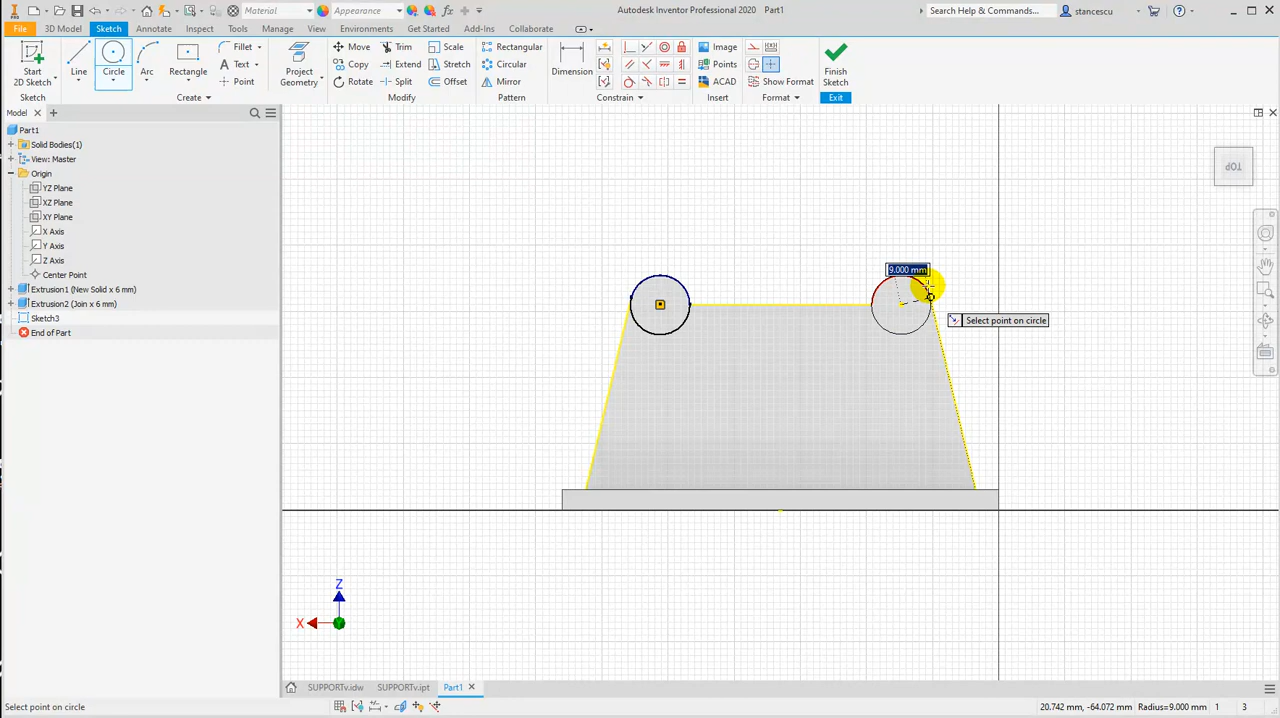 Material
Appearance
Autodesk Inventor Professional 2020 Part1
Search Help & Commands...
stancescu
File
3D Model
Sketch
Annotate
Inspect
Tools
Manage
View
Environments
Get Started
Add-Ins
Collaborate
Start
2D Sketch
Line
Circle
Arc
Rectangle
Fillet
Text
Point
Project
Geometry
Move
Copy
Rotate
Trim
Extend
Split
Scale
Stretch
Offset
Rectangular
Circular
Mirror
Dimension
Image
Points
ACAD
Show Format
Finish
Sketch
Sketch
Create
Modify
Pattern
Constrain
Insert
Format
Exit
Model
Part1
Solid Bodies(1)
View: Master
Origin
YZ Plane
XZ Plane
XY Plane
X Axis
Y Axis
Z Axis
Center Point
Extrusion1 (New Solid x 6 mm)
Extrusion2 (Join x 6 mm)
Sketch3
End of Part
TOP
9.000 mm
Select point on circle
Z
X
SUPPORTv.idw
SUPPORTv.ipt
Part1
Select point on circle
20.742 mm, -64.072 mm
Radius=9.000 mm
1
3